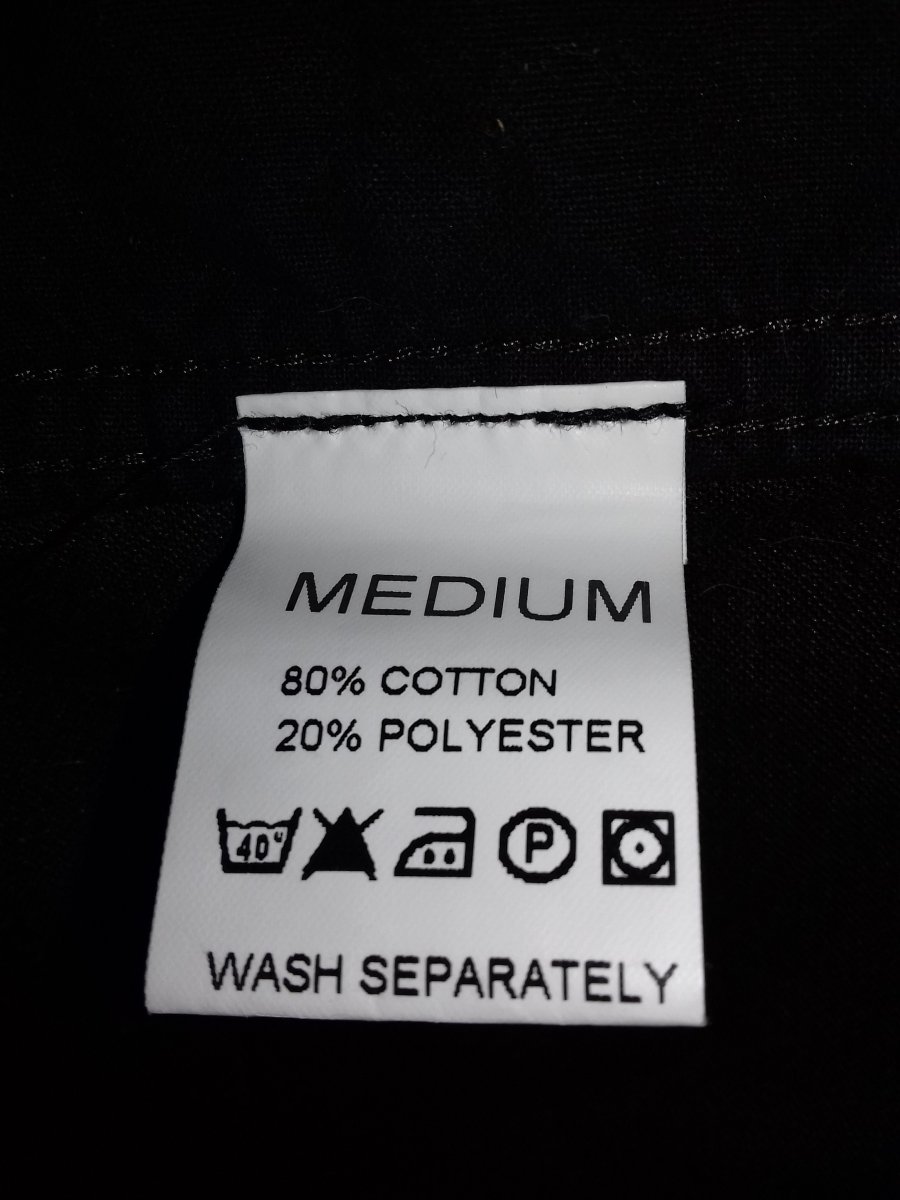 MEDIUM
80% COTTON
20% POLYESTER
40° P
WASH SEPARATELY